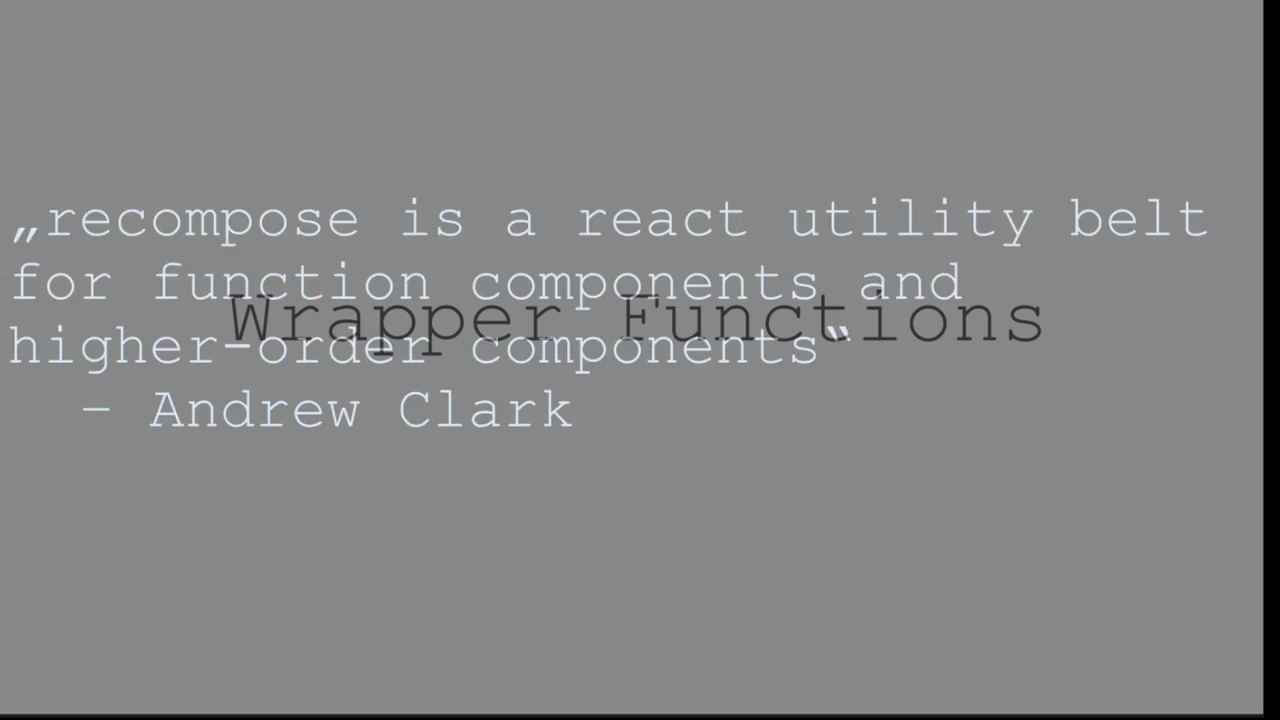 „recompose is a react utility belt
for function components and
Wrapper Functions
higher-order components“
– Andrew Clark